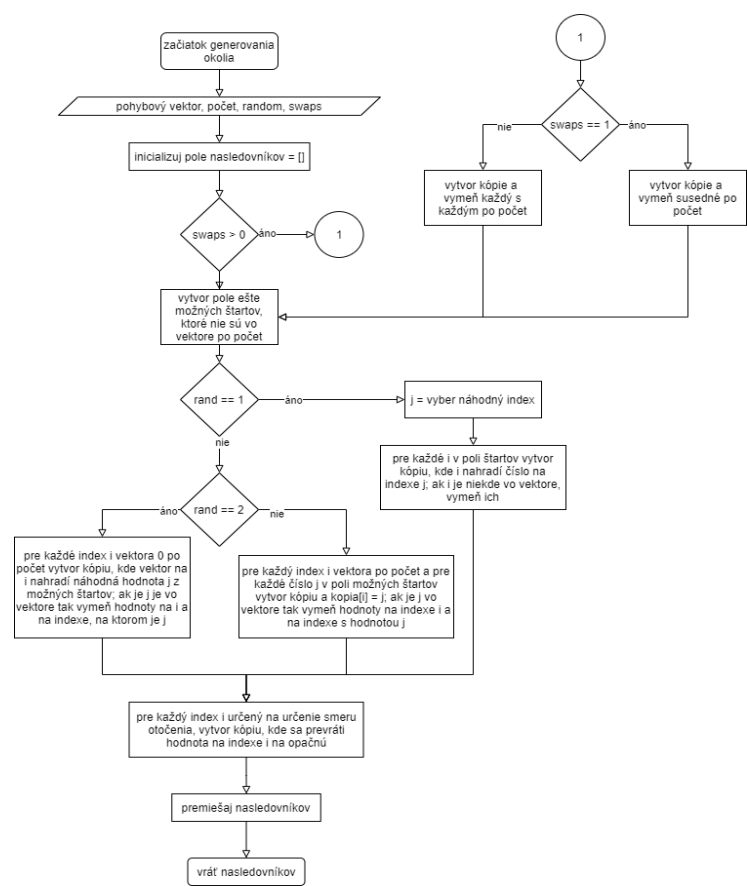 začiatok generovania
okolia
pohybový vektor, počet, random, swaps
inicializuj pole nasledovníkov = []
swaps > 0
áno
1
1
swaps == 1
nie
áno
vytvor kópie a
vymeň každý s
každým po počet
vytvor kópie a
vymeň susedné po
počet
vytvor pole ešte
možných štartov,
ktoré nie sú vo
vektore po počet
rand == 1
áno
j = vyber náhodný index
nie
pre každé i v poli štartov vytvor
kópiu, kde i nahradí číslo na
indexe j; ak i je niekde vo vektore,
vymeň ich
rand == 2
áno
nie
pre každé index i vektora 0 po
počet vytvor kópiu, kde vektor na
i nahradí náhodná hodnota j z
možných štartov; ak je j je vo
vektore tak vymeň hodnoty na i a
na indexe, na ktorom je j
pre každý index i vektora po počet a pre
každé číslo j v poli možných štartov
vytvor kópiu a kopia[i] = j; ak je j vo
vektore tak vymeň hodnoty na indexe i a
na indexe s hodnotou j
pre každý index i určený na určenie smeru
otočenia, vytvor kópiu, kde sa prevráti
hodnota na indexe i na opačnú
premiešaj nasledovníkov
vráť nasledovníkov